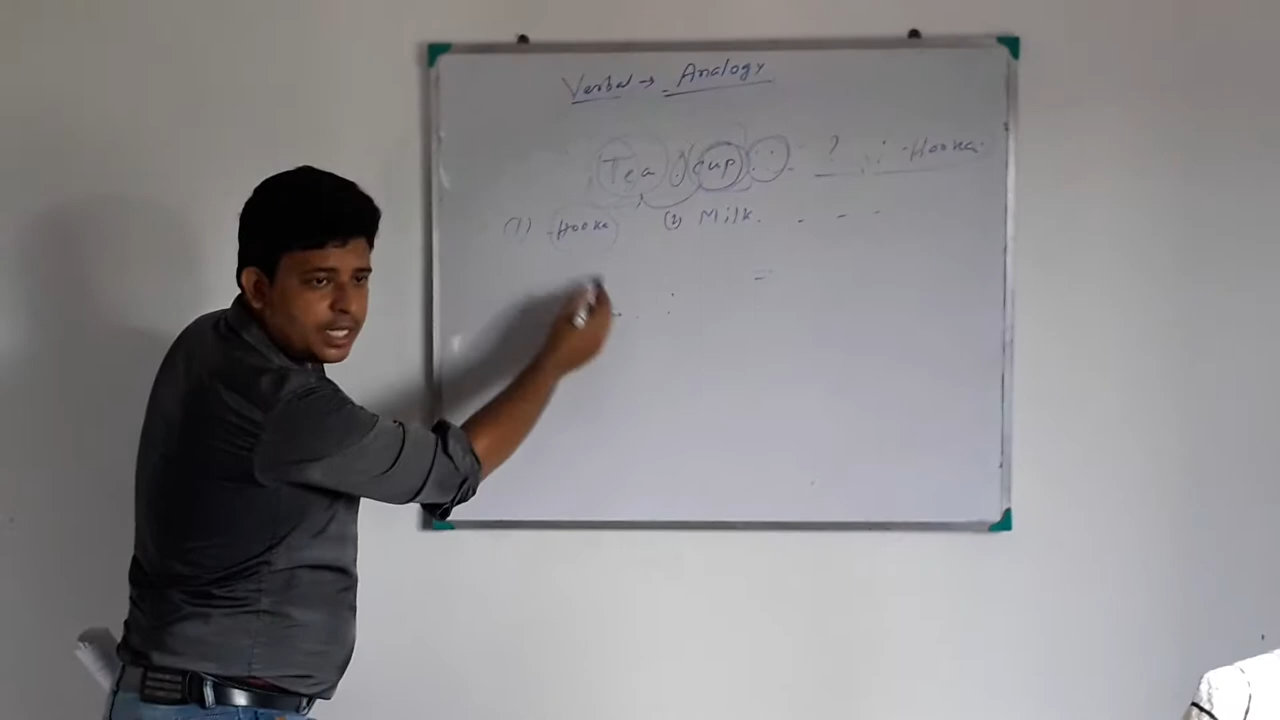 Verbal → Analogy
Tea : cup :: ? : Hooka
(1) Hooka (2) Milk. - - -